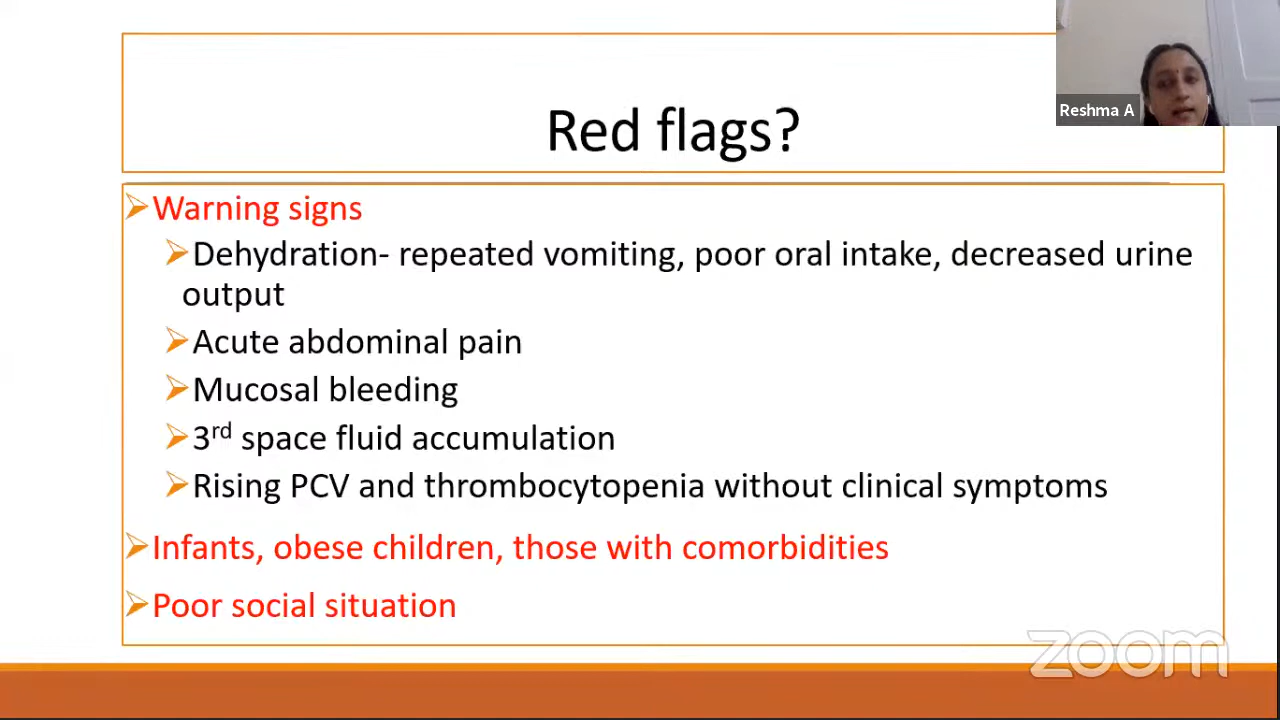 Reshma A
Red flags?
Warning signs
Dehydration- repeated vomiting, poor oral intake, decreased urine
output
Acute abdominal pain
Mucosal bleeding
3rd space fluid accumulation
Rising PCV and thrombocytopenia without clinical symptoms
Infants, obese children, those with comorbidities
Poor social situation
zoom